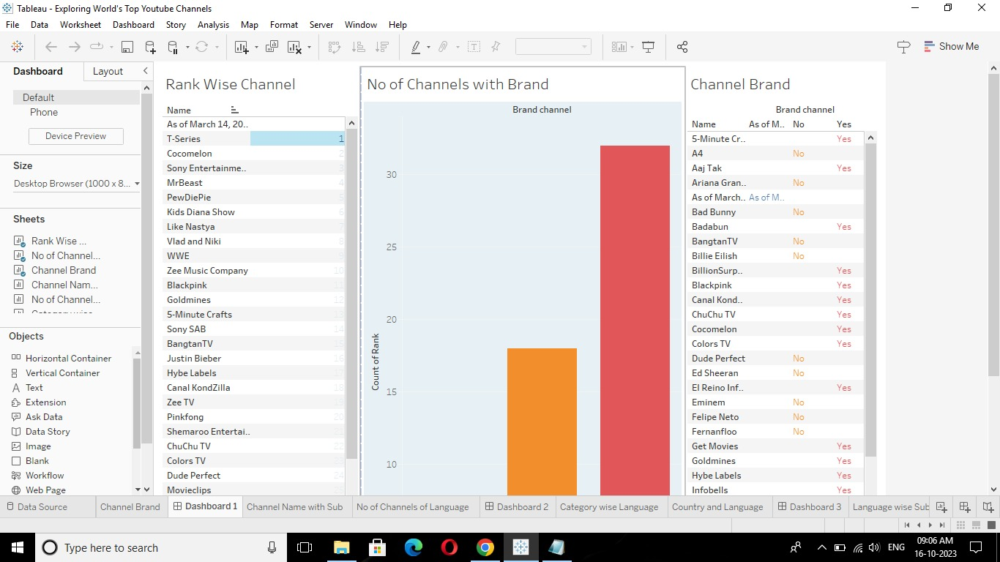 Tableau - Exploring World's Top Youtube Channels
File Data Worksheet Dashboard Story Analysis Map Format Server Window Help
Show Me
Dashboard Layout
Default
Phone
Device Preview
Size
Desktop Browser (1000 x 8...
Sheets
Rank Wise ...
No of Channel...
Channel Brand
Channel Nam...
No of Channel...
Objects
Horizontal Container
Vertical Container
Text
Extension
Ask Data
Data Story
Image
Blank
Workflow
Web Page
Rank Wise Channel
Name
As of March 14, 20..
T-Series 1
Cocomelon 2
Sony Entertainme.. 3
MrBeast 4
PewDiePie 5
Kids Diana Show 6
Like Nastya 7
Vlad and Niki 8
WWE 9
Zee Music Company 10
Blackpink 11
Goldmines 12
5-Minute Crafts 13
Sony SAB 14
BangtanTV 15
Justin Bieber 16
Hybe Labels 17
Canal KondZilla 18
Zee TV 19
Pinkfong 20
Shemaroo Entertai.. 21
ChuChu TV 22
Colors TV 23
Dude Perfect 24
Movieclips 25
No of Channels with Brand
Brand channel
30
25
20
15
10
Count of Rank
Channel Brand
Brand channel
Name As of M.. No Yes
5-Minute Cr.. Yes
A4 No
Aaj Tak Yes
Ariana Gran.. No
As of March.. As of M..
Bad Bunny No
Badabun Yes
BangtanTV No
Billie Eilish No
BillionSurp.. Yes
Blackpink Yes
Canal Kond.. Yes
ChuChu TV Yes
Cocomelon Yes
Colors TV Yes
Dude Perfect No
Ed Sheeran No
El Reino Inf.. Yes
Eminem No
Felipe Neto No
Fernanfloo No
Get Movies Yes
Goldmines Yes
Hybe Labels Yes
Infobells Yes
Data Source Channel Brand Dashboard 1 Channel Name with Sub No of Channels of Language Dashboard 2 Category wise Language Country and Language Dashboard 3 Language wise Sub
Type here to search
ENG
09:06 AM
16-10-2023